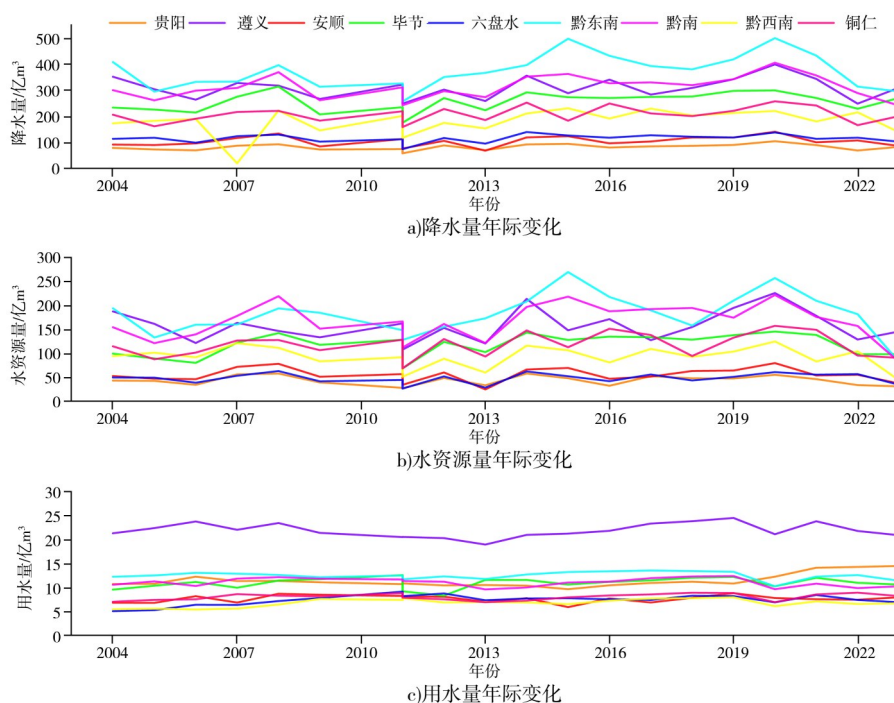 贵阳 遵义 安顺 毕节 六盘水 黔东南 黔南 黔西南 铜仁
降水量/亿m³
500
400
300
200
100
0
2004 2007 2010 2013 2016 2019 2022
年份
a)降水量年际变化
水资源量/亿m³
300
250
200
150
100
50
0
2004 2007 2010 2013 2016 2019 2022
年份
b)水资源量年际变化
用水量/亿m³
30
25
20
15
10
5
0
2004 2007 2010 2013 2016 2019 2022
年份
c)用水量年际变化